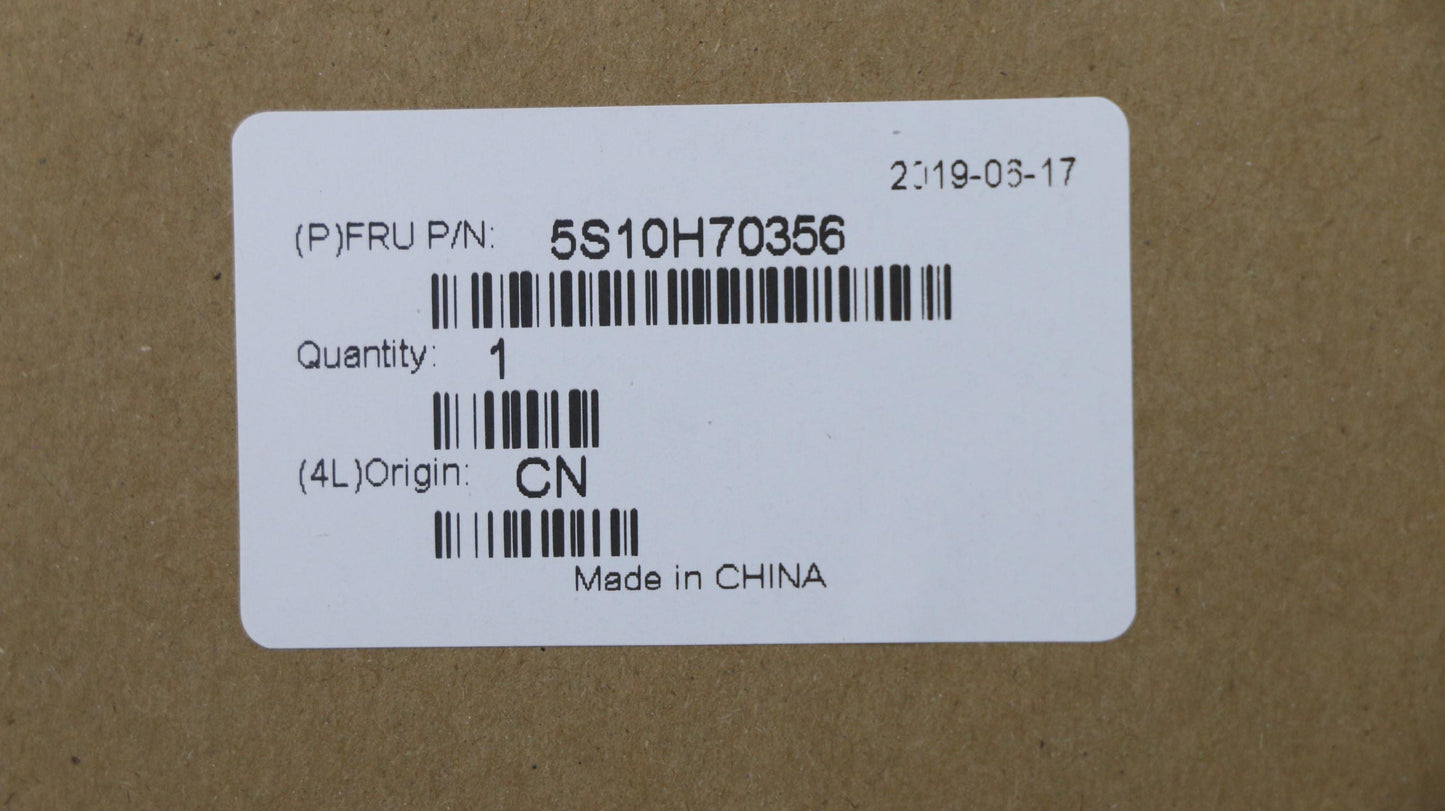 2019-06-17
(P)FRU P/N: 5S10H70356
Quantity: 1
(4L)Origin: CN
Made in CHINA